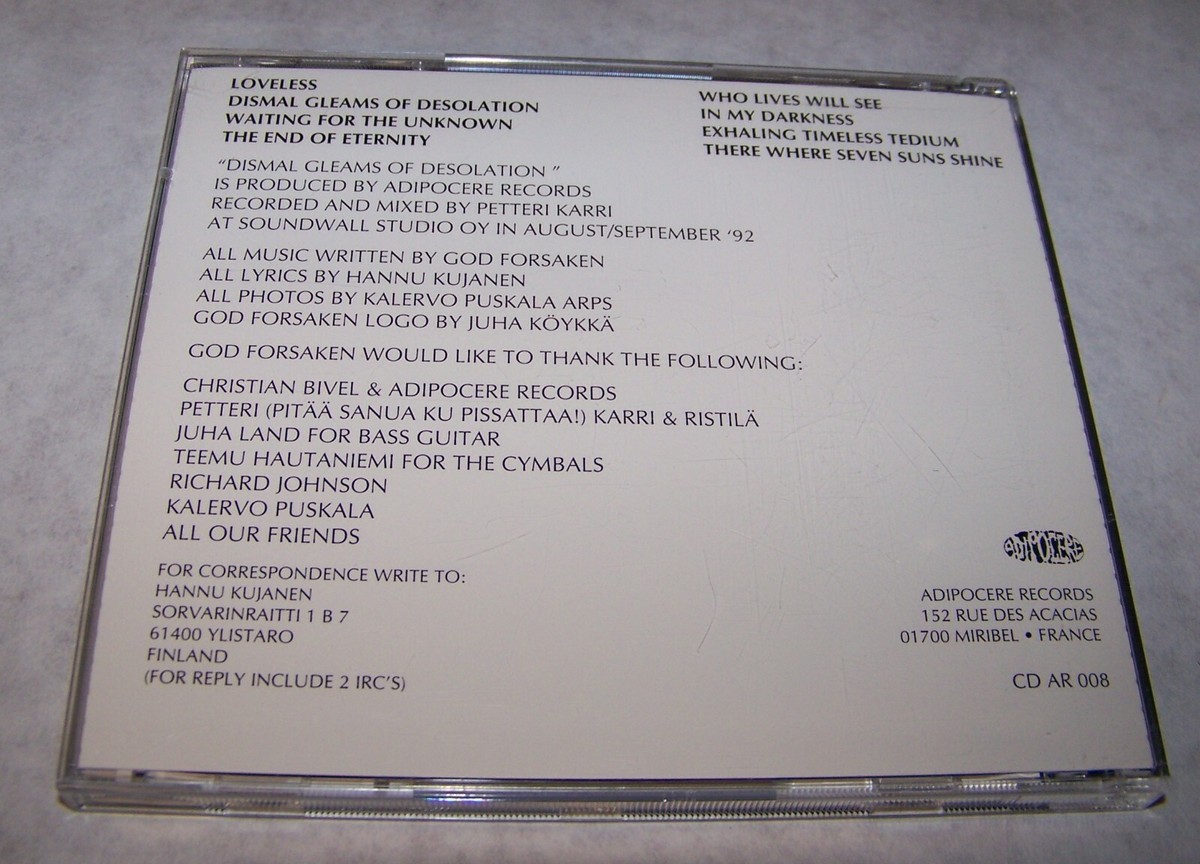 LOVELESS
DISMAL GLEAMS OF DESOLATION
WAITING FOR THE UNKNOWN
THE END OF ETERNITY
WHO LIVES WILL SEE
IN MY DARKNESS
EXHALING TIMELESS TEDIUM
THERE WHERE SEVEN SUNS SHINE
"DISMAL GLEAMS OF DESOLATION "
IS PRODUCED BY ADIPOCERE RECORDS
RECORDED AND MIXED BY PETTERI KARRI
AT SOUNDWALL STUDIO OY IN AUGUST/SEPTEMBER '92
ALL MUSIC WRITTEN BY GOD FORSAKEN
ALL LYRICS BY HANNU KUJANEN
ALL PHOTOS BY KALERVO PUSKALA ARPS
GOD FORSAKEN LOGO BY JUHA KÖYKKÄ
GOD FORSAKEN WOULD LIKE TO THANK THE FOLLOWING:
CHRISTIAN BIVEL & ADIPOCERE RECORDS
PETTERI (PITÄÄ SANUA KU PISSATTAA!) KARRI & RISTILÄ
JUHA LAND FOR BASS GUITAR
TEEMU HAUTANIEMI FOR THE CYMBALS
RICHARD JOHNSON
KALERVO PUSKALA
ALL OUR FRIENDS
FOR CORRESPONDENCE WRITE TO:
HANNU KUJANEN
SORVARINRAITTI 1 B 7
61400 YLISTARO
FINLAND
(FOR REPLY INCLUDE 2 IRC'S)
ADIPOCERE
ADIPOCERE RECORDS
152 RUE DES ACACIAS
01700 MIRIBEL • FRANCE
CD AR 008